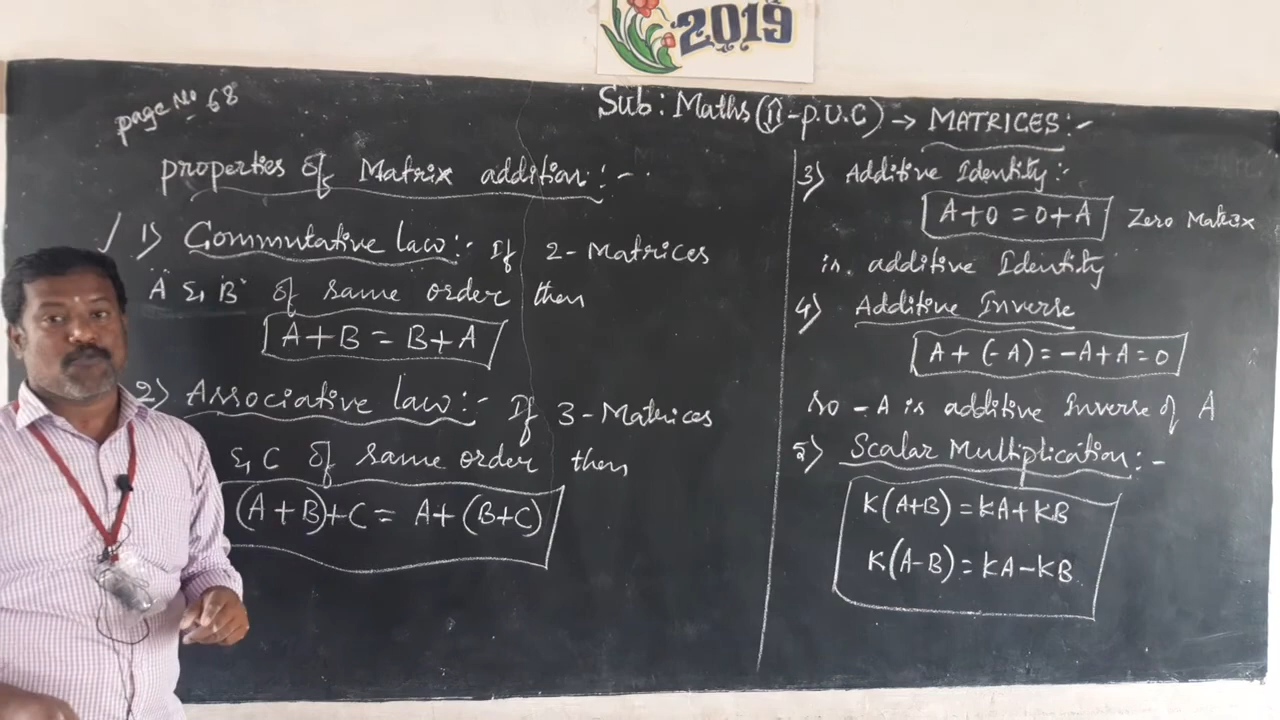 2019
page No 68
Sub: Maths (II - P.U.C) → MATRICES:-
properties of Matrix addition:-
1) Commutative law:- If 2-Matrices
A & B of same order then
A+B = B+A
2) Associative law:- If 3-Matrices
& C of same order then
(A+B)+C = A+(B+C)
3) Additive Identity:-
A+0 = 0+A Zero Matrix
is additive Identity
4) Additive Inverse
A + (-A) = -A+A = 0
so -A is additive Inverse of A
5) Scalar Multiplication:-
K(A+B) = KA+KB
K(A-B) = KA-KB